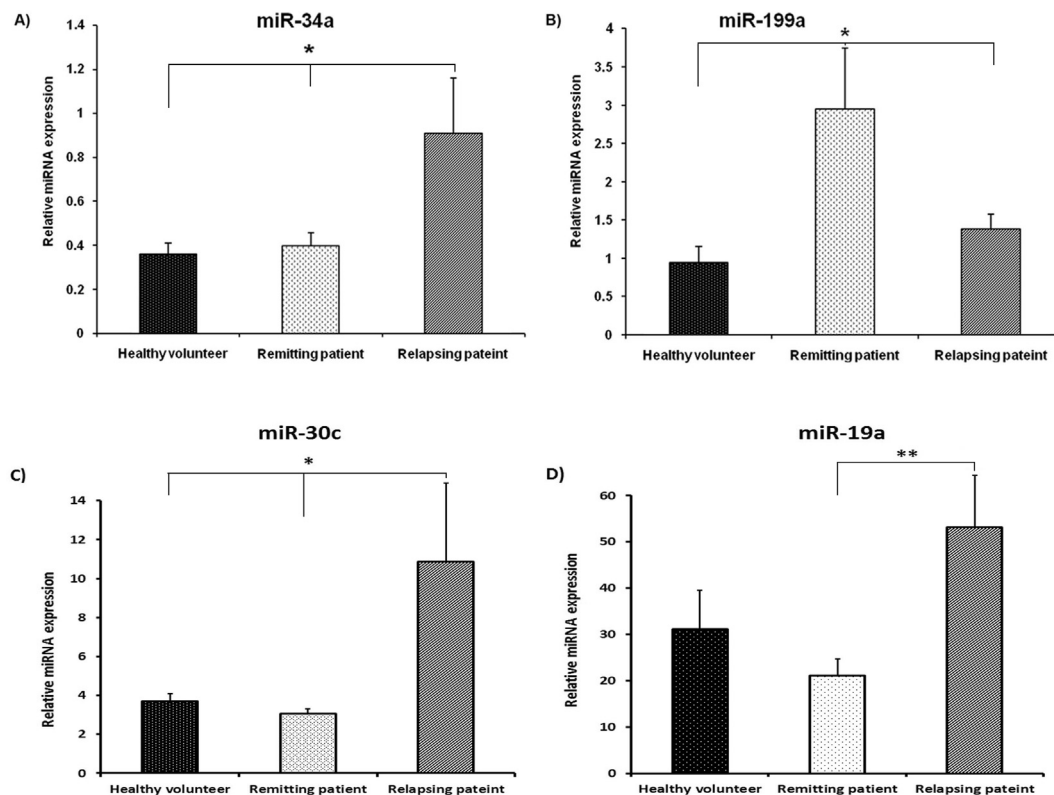 A)
miR-34a
Relative miRNA expression
1.4
1.2
1
0.8
0.6
0.4
0.2
0
*
Healthy volunteer
Remitting patient
Relapsing pateint
B)
miR-199a
Relative miRNA expression
4
3.5
3
2.5
2
1.5
1
0.5
0
*
Healthy volunteer
Remitting patient
Relapsing pateint
C)
miR-30c
Relative miRNA expression
14
12
10
8
6
4
2
0
*
Healthy volunteer
Remitting patient
Relapsing pateint
D)
miR-19a
Relative miRNA expression
60
50
40
30
20
10
0
**
Healthy volunteer
Remitting patient
Relapsing pateint